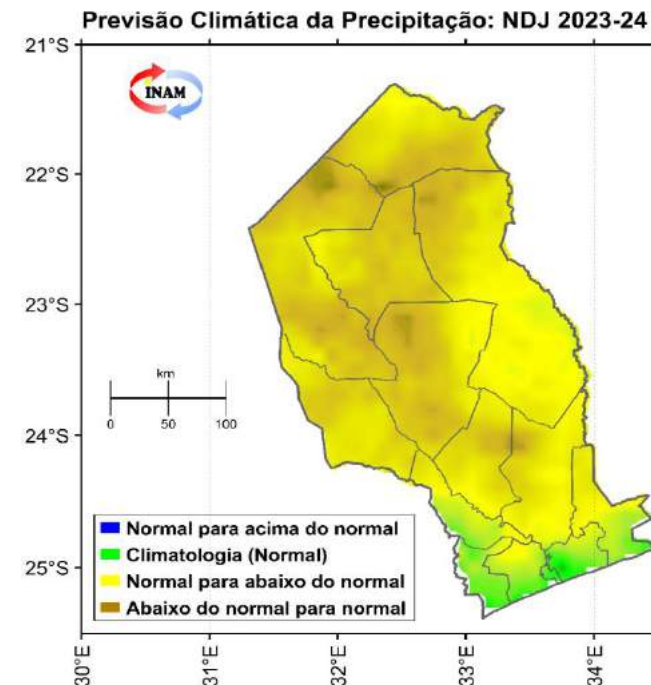 Previsão Climática da Precipitação: NDJ 2023-24
21°S
INAM
22°S
23°S
km
0 50 100
24°S
Normal para acima do normal
Climatologia (Normal)
Normal para abaixo do normal
Abaixo do normal para normal
25°S
30°E 31°E 32°E 33°E 34°E